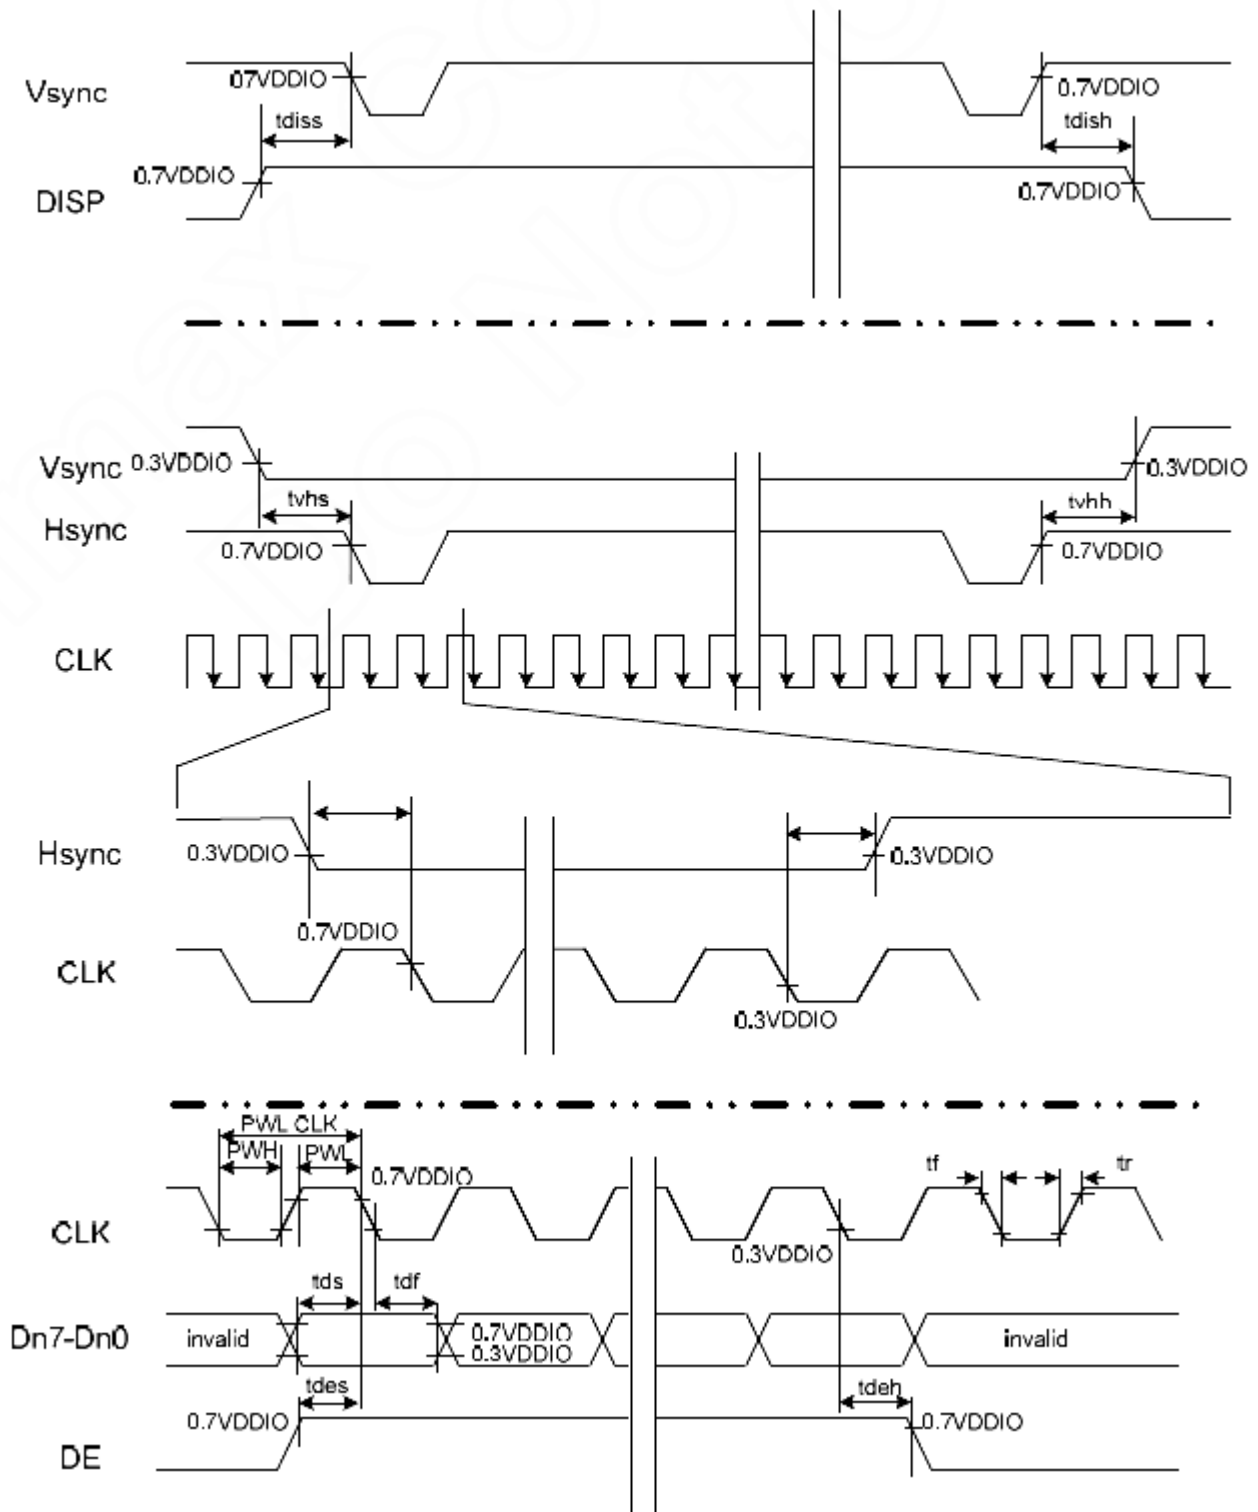 07VDDIO
0.7VDDIO
Vsync
tdiss
tdish
0.7VDDIO
0.7VDDIO
DISP
Vsync
0.3VDDIO
0.3VDDIO
tvhs
tvhh
Hsync
0.7VDDIO
0.7VDDIO
CLK
Hsync
0.3VDDIO
0.3VDDIO
0.7VDDIO
CLK
0.3VDDIO
PWL CLK
PWH
PWL
0.7VDDIO
tf
tr
CLK
0.3VDDIO
tds
tdf
Dn7-Dn0
invalid
0.7VDDIO
0.3VDDIO
invalid
tdes
tdeh
0.7VDDIO
0.7VDDIO
DE